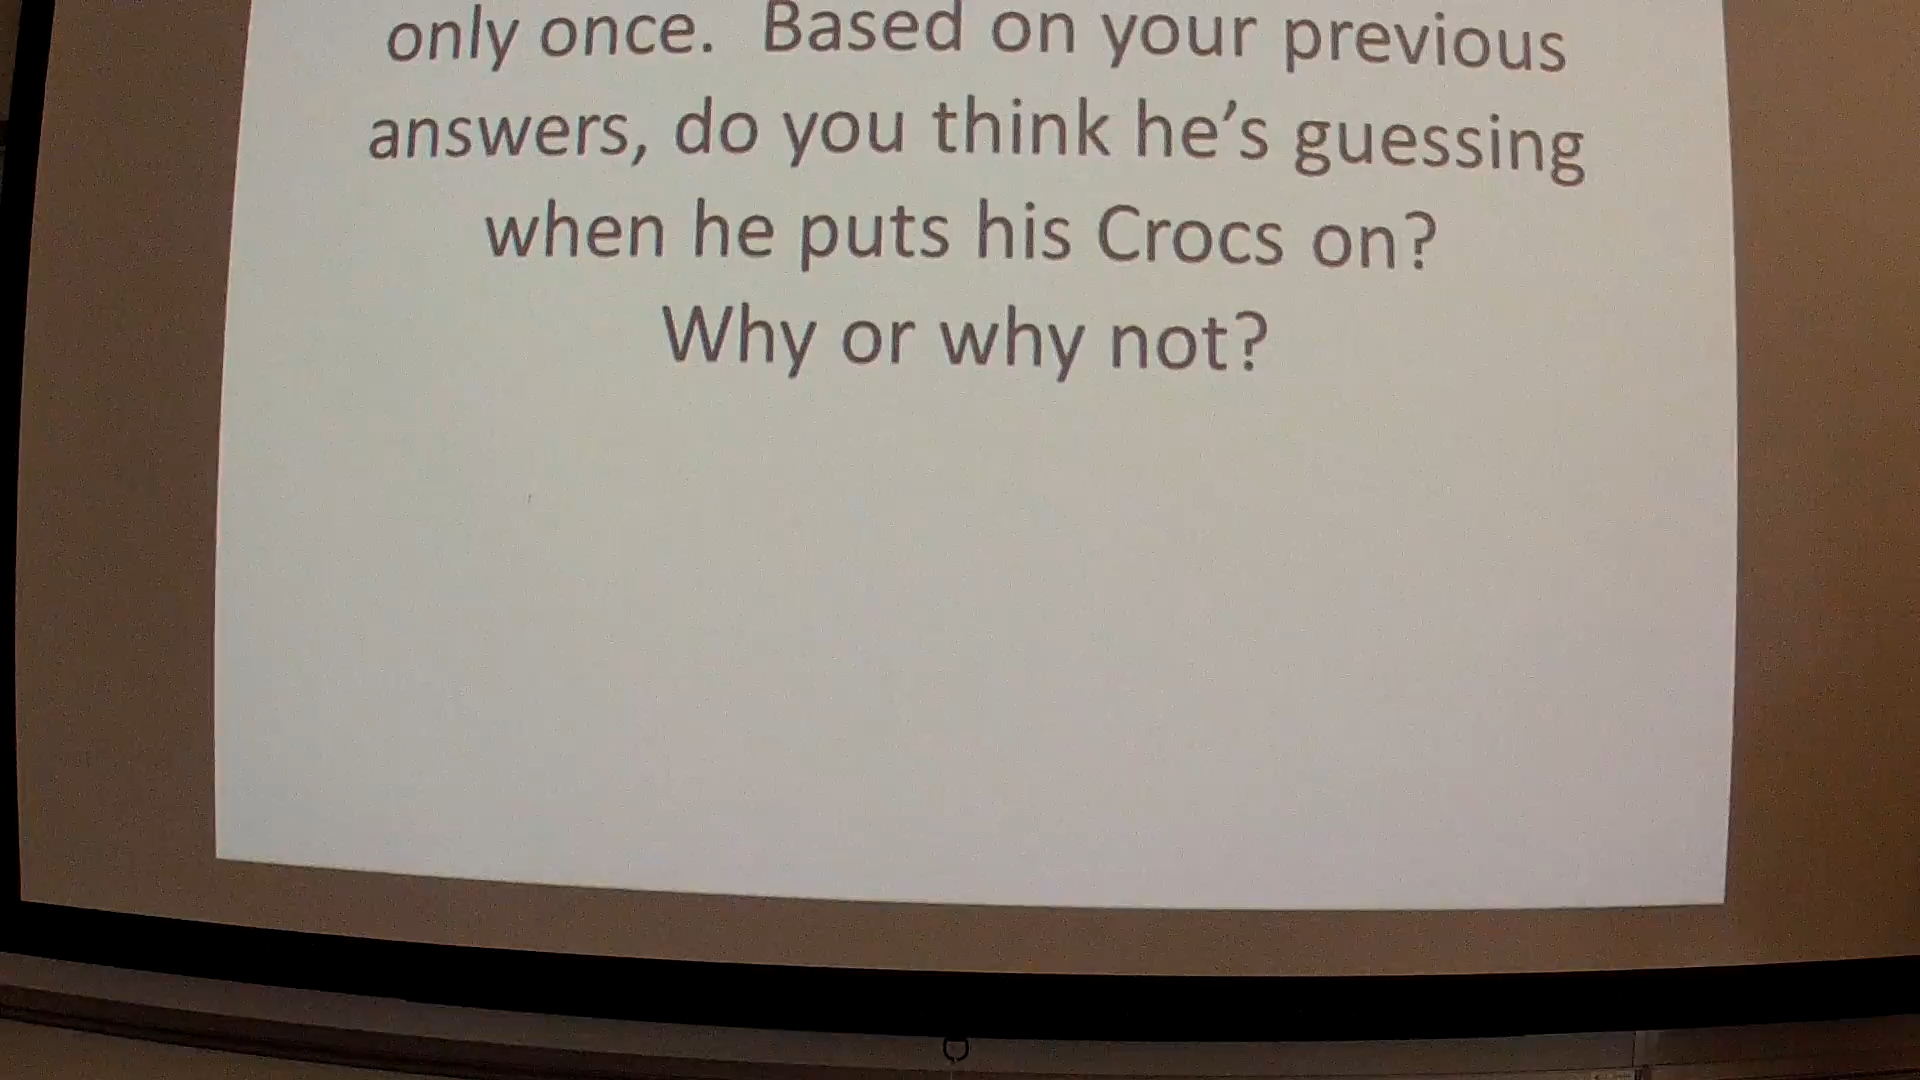 only once. Based on your previous
answers, do you think he’s guessing
when he puts his Crocs on?
Why or why not?